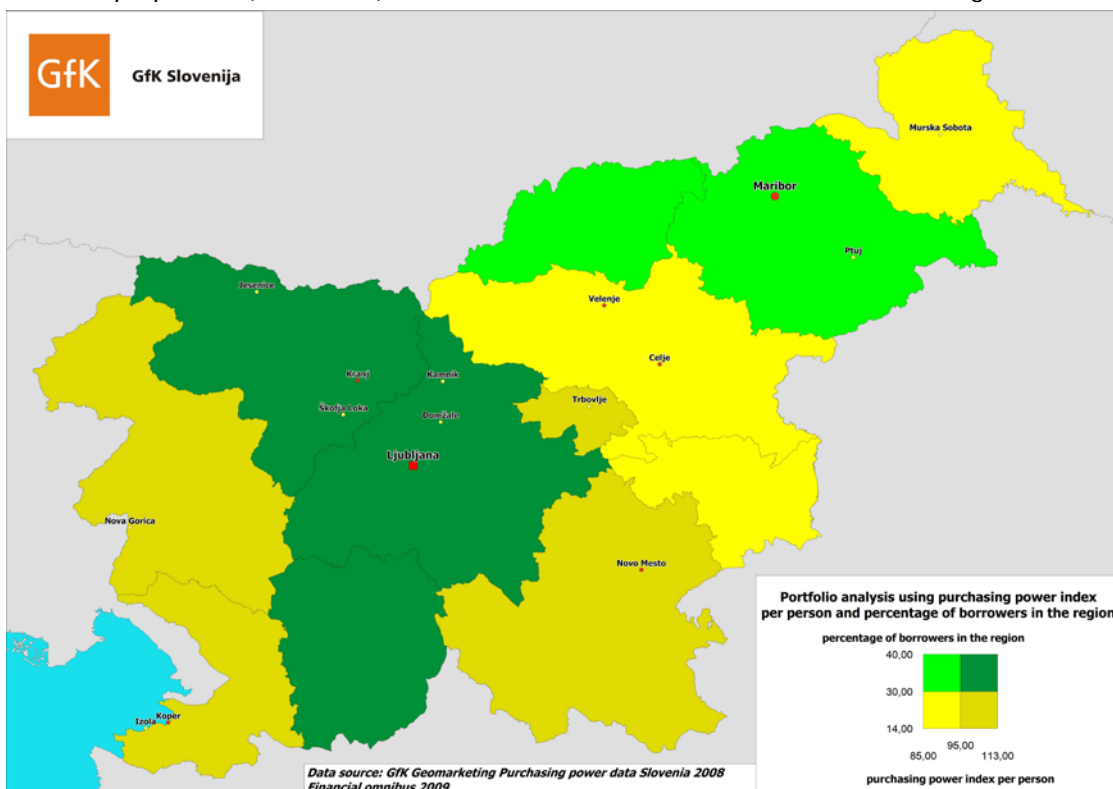 GfK
GfK Slovenija
Murska Sobota
Maribor
Ptuj
Jesenice
Velenje
Celje
Kranj
Kamnik
Trbovlje
Škofja Loka
Domžale
Ljubljana
Nova Gorica
Novo Mesto
Koper
Izola
Portfolio analysis using purchasing power index
per person and percentage of borrowers in the region
percentage of borrowers in the region
40,00
30,00
14,00
95,00
85,00 113,00
purchasing power index per person
Data source: GfK Geomarketing Purchasing power data Slovenia 2008
Financial omnibus 2009